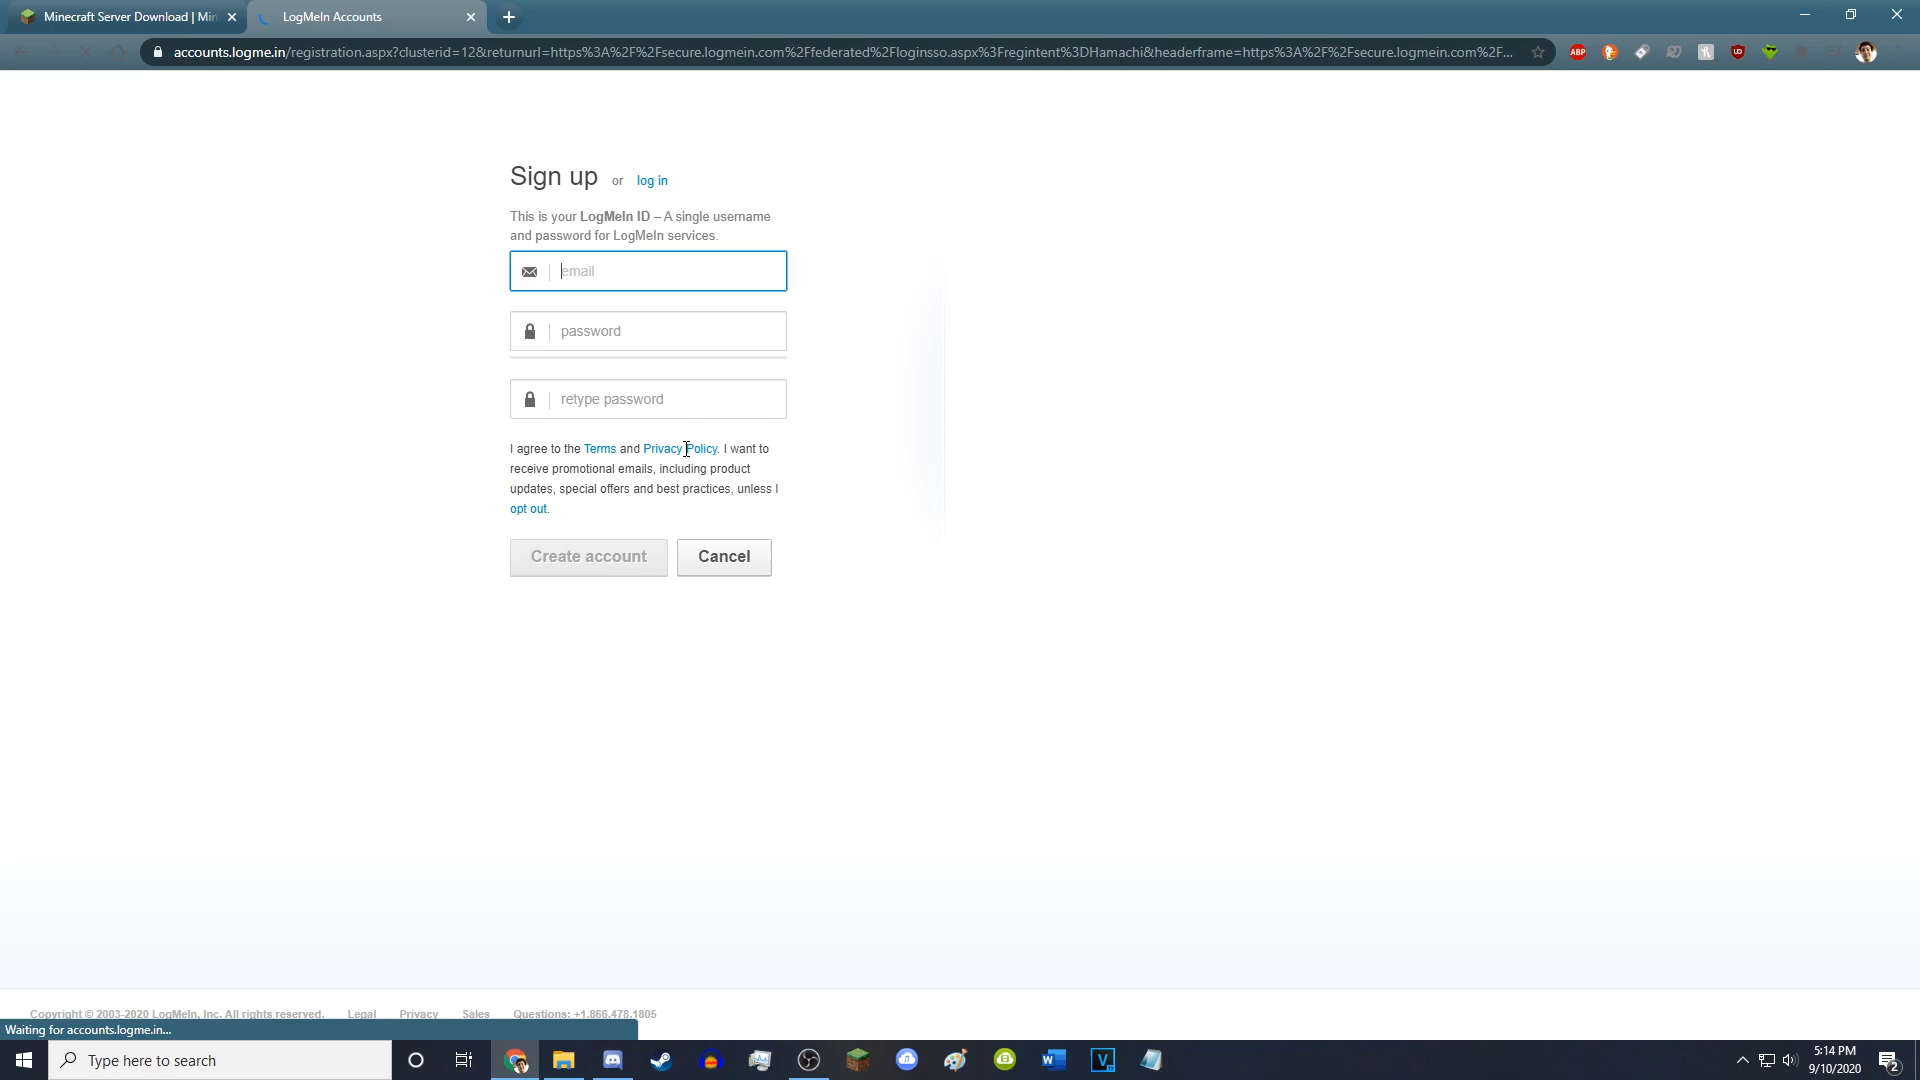 Minecraft Server Download | Min
LogMeIn Accounts
accounts.logme.in/registration.aspx?clusterid=12&returnurl=https%3A%2F%2Fsecure.logmein.com%2Ffederated%2Floginsso.aspx%3Fregintent%3DHamachi&headerframe=https%3A%2F%2Fsecure.logmein.com%2F...
ABP
Sign up or log in
This is your LogMeIn ID – A single username
and password for LogMeIn services.
email
password
retype password
I agree to the Terms and Privacy Policy. I want to
receive promotional emails, including product
updates, special offers and best practices, unless I
opt out.
Create account Cancel
Copyright © 2003-2020 LogMeIn, Inc. All rights reserved. Legal Privacy Sales Questions: +1.866.478.1805
Waiting for accounts.logme.in...
Type here to search
5:14 PM
9/10/2020
2